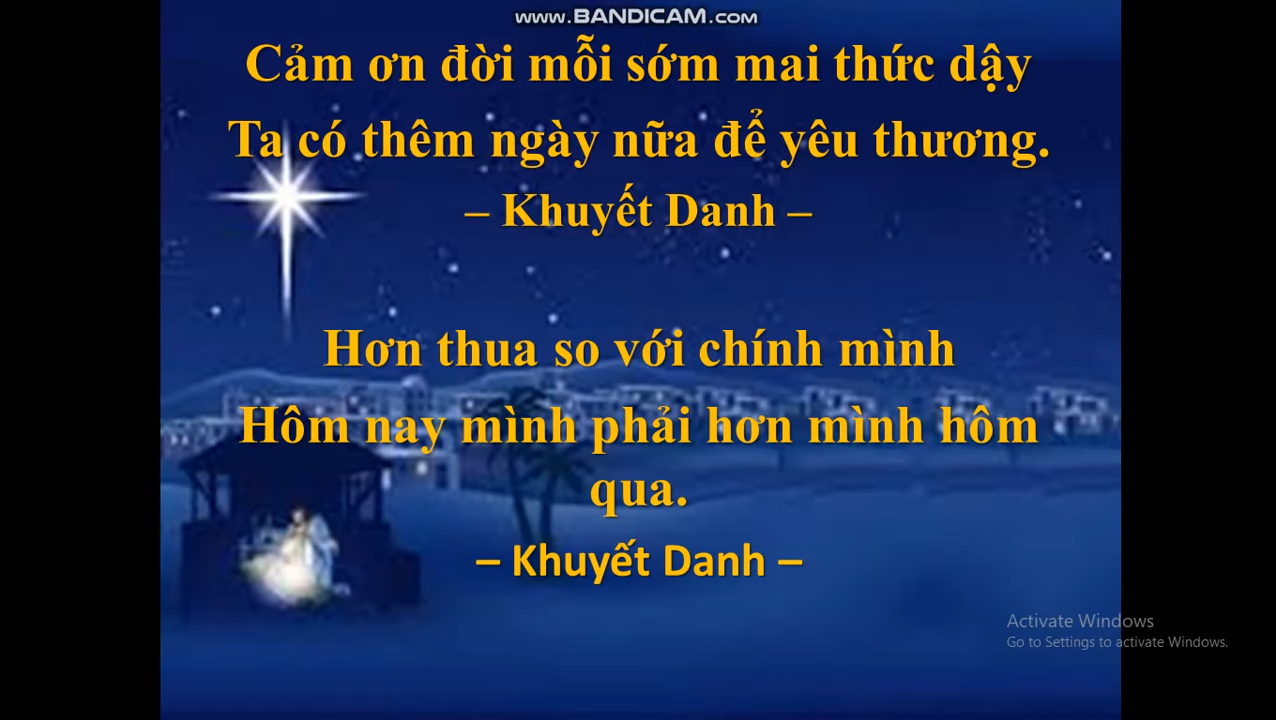 www.BANDICAM.com
Cảm ơn đời mỗi sớm mai thức dậy
Ta có thêm ngày nữa để yêu thương.
– Khuyết Danh –
Hơn thua so với chính mình
Hôm nay mình phải hơn mình hôm
qua.
– Khuyết Danh –
Activate Windows
Go to Settings to activate Windows.